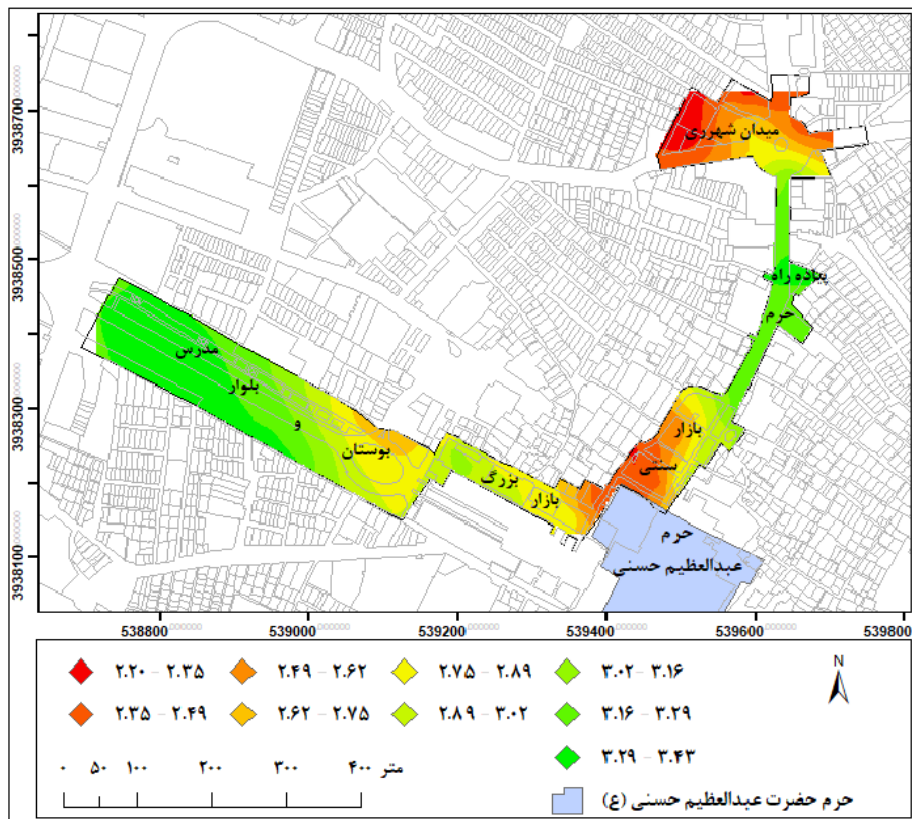 3938700
3938500
3938300
3938100
میدان شهرری
پیاده راه
حرم
بازار
سنتی
بازار
بزرگ
بوستان
و
بلوار
مدرس
حرم
عبدالعظیم حسنی
538800 539000 539200 539400 539600 539800
۲.۲۰ – ۲.۳۵ ۲.۴۹ – ۲.۶۲ ۲.۷۵ – ۲.۸۹ ۳.۰۲ – ۳.۱۶
۲.۳۵ – ۲.۴۹ ۲.۶۲ – ۲.۷۵ ۲.۸۹ – ۳.۰۲ ۳.۱۶ – ۳.۲۹
۳.۲۹ – ۳.۴۳
N
۰ ۵۰ ۱۰۰ ۲۰۰ ۳۰۰ ۴۰۰ متر
حرم حضرت عبدالعظیم حسنی (ع)